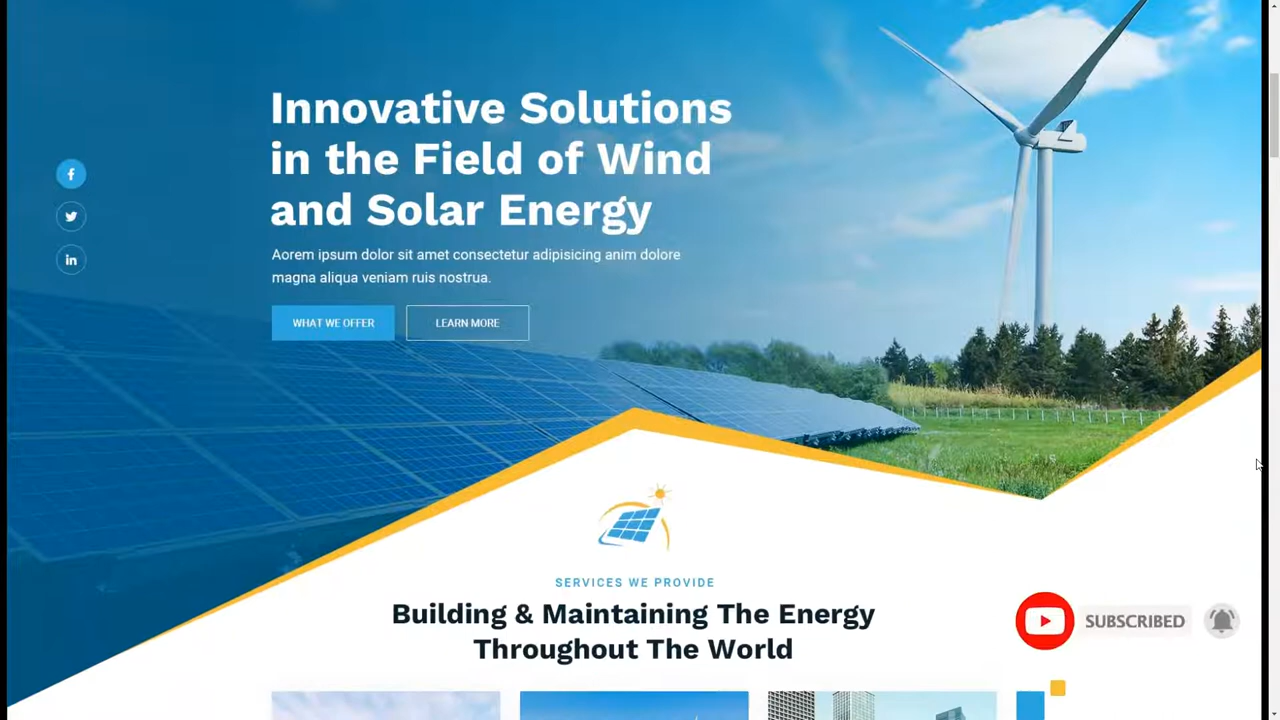 Innovative Solutions
in the Field of Wind
and Solar Energy
Aorem ipsum dolor sit amet consectetur adipisicing anim dolore
magna aliqua veniam ruis nostrua.
WHAT WE OFFER
LEARN MORE
SERVICES WE PROVIDE
Building & Maintaining The Energy
Throughout The World
SUBSCRIBED